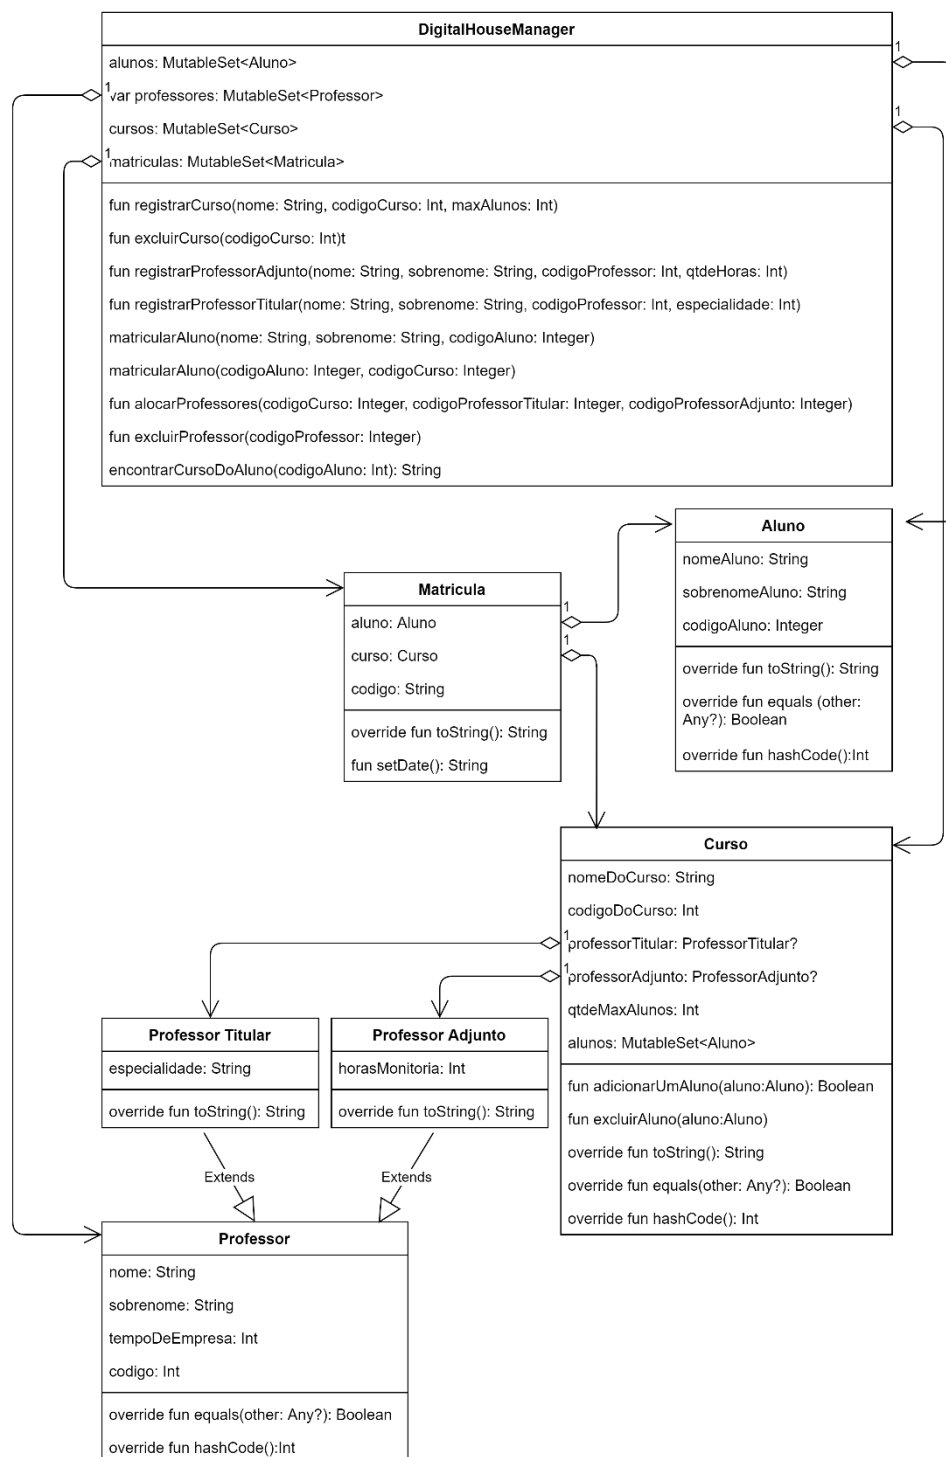 DigitalHouseManager
alunos: MutableSet<Aluno>
1
1
var professores: MutableSet<Professor>
cursos: MutableSet<Curso>
1
1
matriculas: MutableSet<Matricula>
fun registrarCurso(nome: String, codigoCurso: Int, maxAlunos: Int)
fun excluirCurso(codigoCurso: Int)t
fun registrarProfessorAdjunto(nome: String, sobrenome: String, codigoProfessor: Int, qtdeHoras: Int)
fun registrarProfessorTitular(nome: String, sobrenome: String, codigoProfessor: Int, especialidade: Int)
matricularAluno(nome: String, sobrenome: String, codigoAluno: Integer)
matricularAluno(codigoAluno: Integer, codigoCurso: Integer)
fun alocarProfessores(codigoCurso: Integer, codigoProfessorTitular: Integer, codigoProfessorAdjunto: Integer)
fun excluirProfessor(codigoProfessor: Integer)
encontrarCursoDoAluno(codigoAluno: Int): String
Aluno
nomeAluno: String
sobrenomeAluno: String
codigoAluno: Integer
override fun toString(): String
override fun equals (other:
Any?): Boolean
override fun hashCode():Int
Matricula
aluno: Aluno
1
curso: Curso
1
codigo: String
override fun toString(): String
fun setDate(): String
Curso
nomeDoCurso: String
codigoDoCurso: Int
1
professorTitular: ProfessorTitular?
1
professorAdjunto: ProfessorAdjunto?
qtdeMaxAlunos: Int
alunos: MutableSet<Aluno>
fun adicionarUmAluno(aluno:Aluno): Boolean
fun excluirAluno(aluno:Aluno)
override fun toString(): String
override fun equals(other: Any?): Boolean
override fun hashCode(): Int
Professor Titular
especialidade: String
override fun toString(): String
Professor Adjunto
horasMonitoria: Int
override fun toString(): String
Extends
Extends
Professor
nome: String
sobrenome: String
tempoDeEmpresa: Int
codigo: Int
override fun equals(other: Any?): Boolean
override fun hashCode():Int